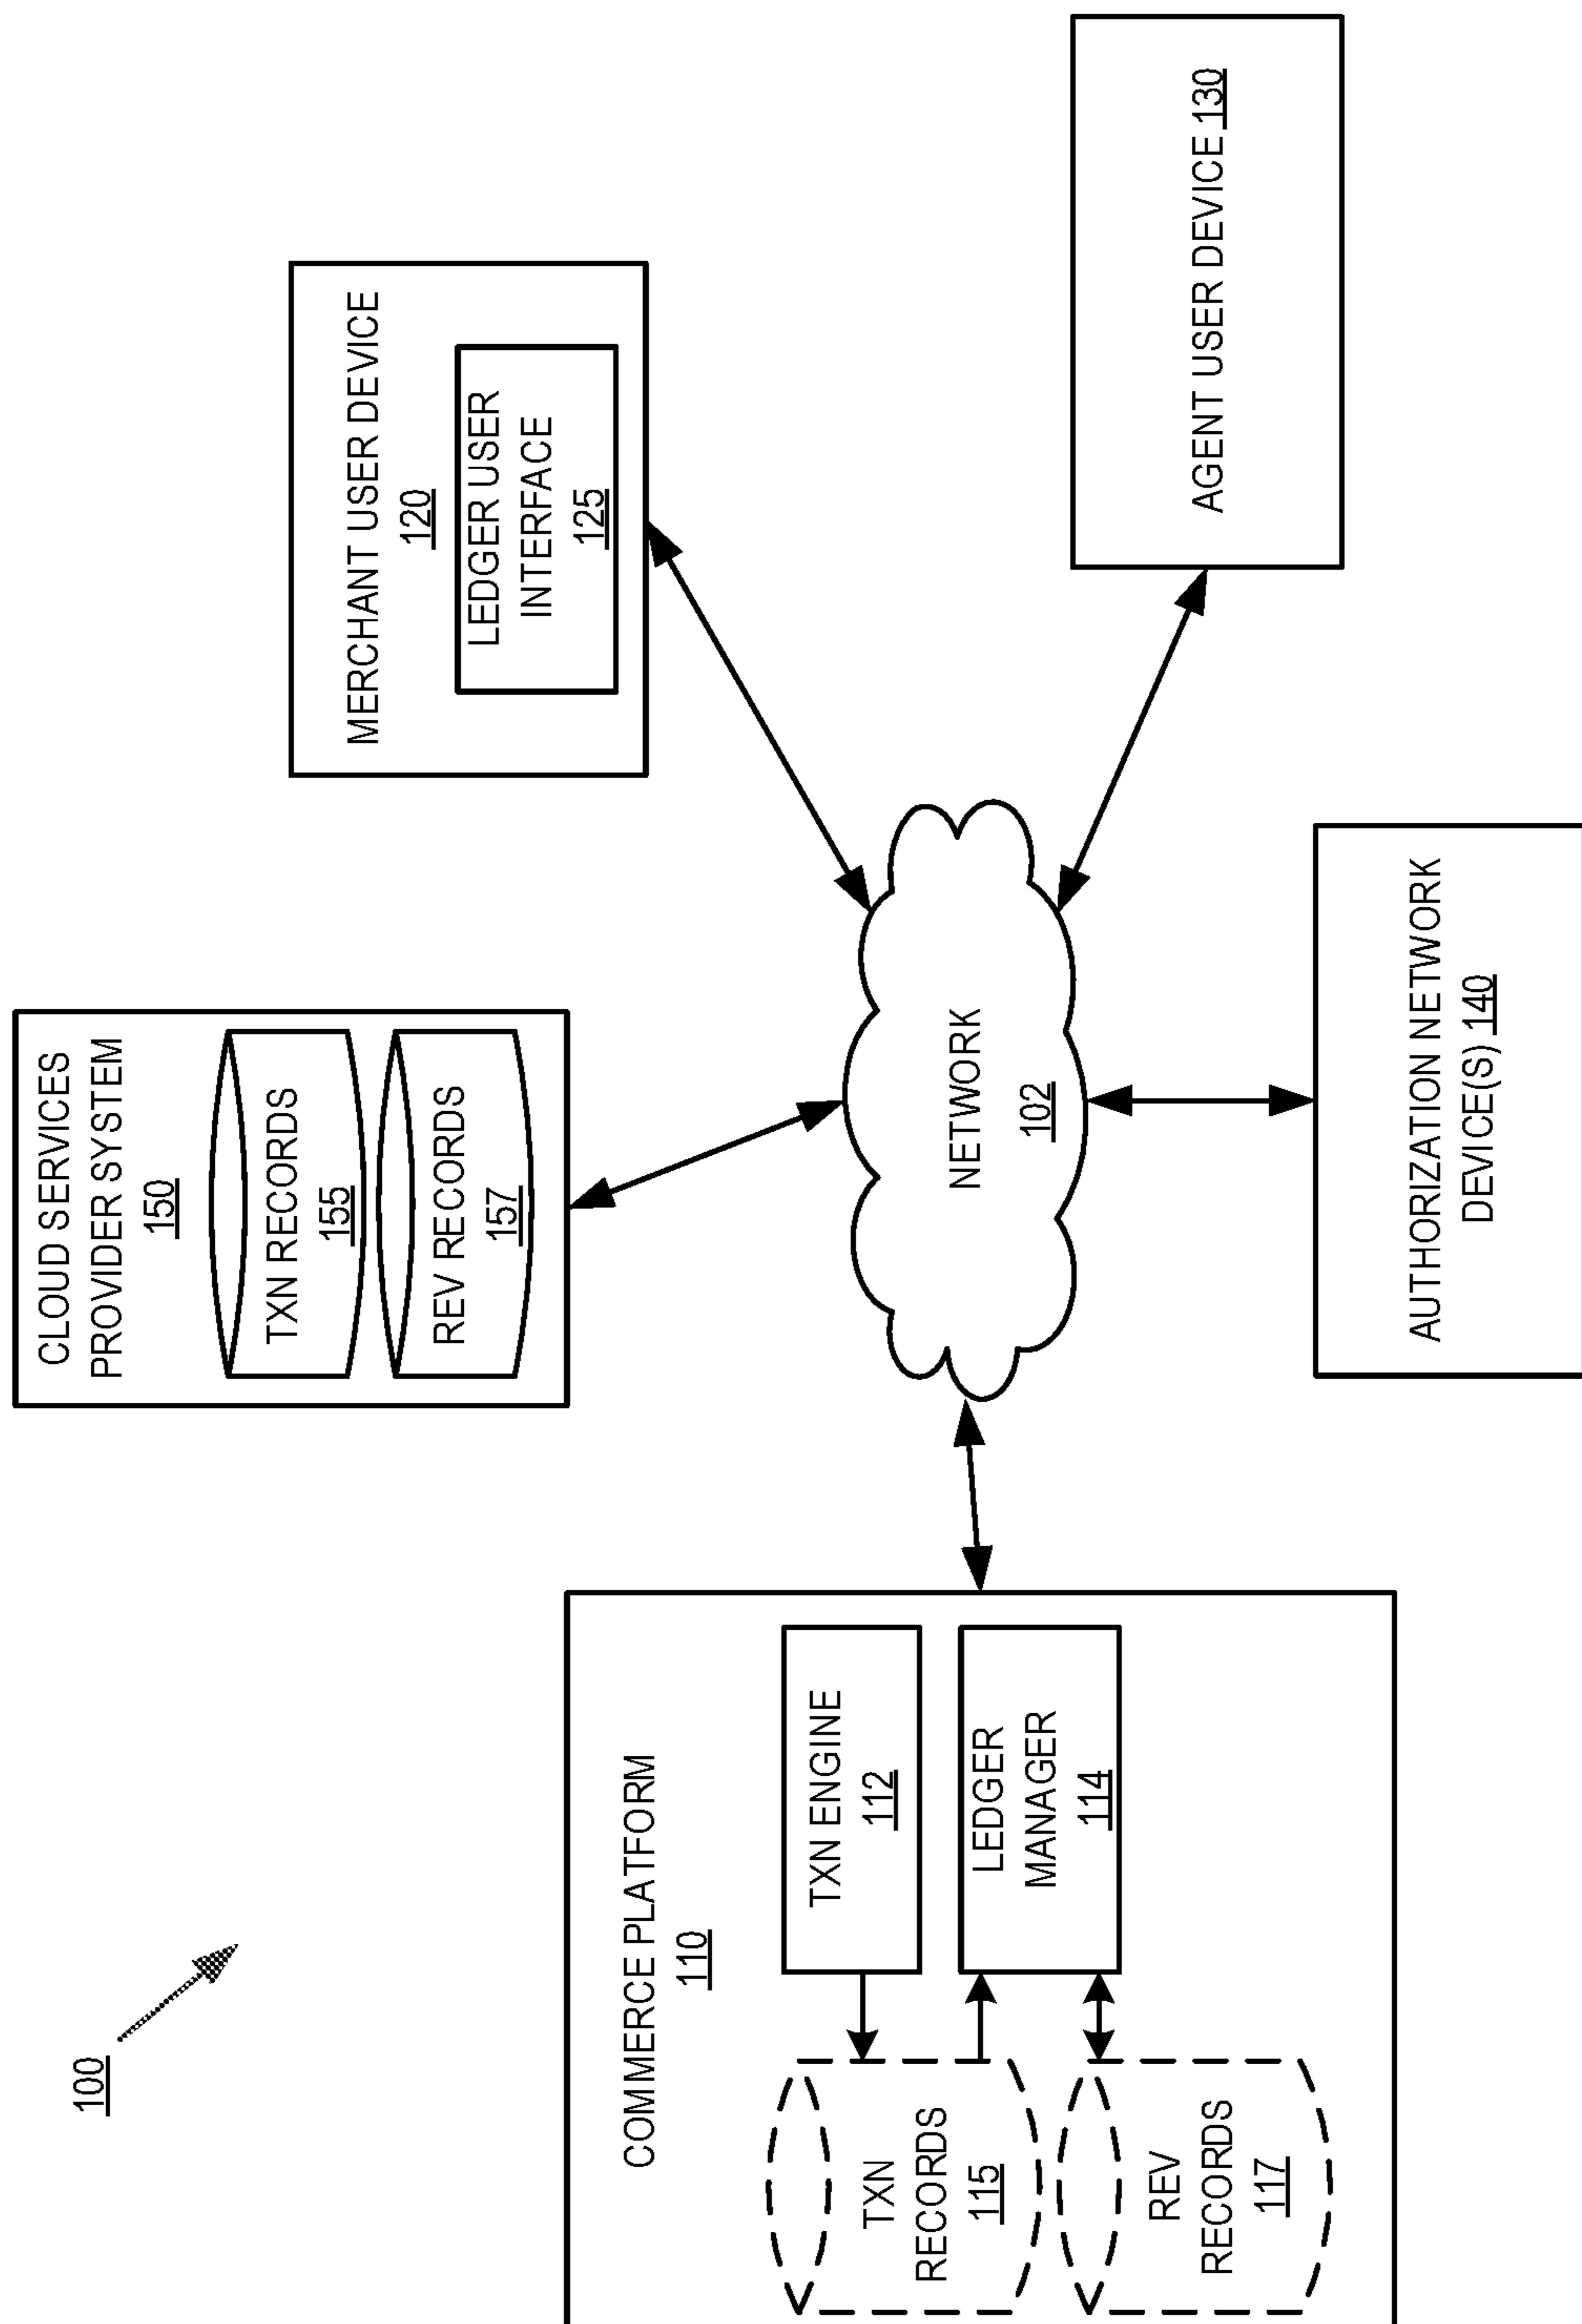 100
CLOUD SERVICES
PROVIDER SYSTEM
150
TXN RECORDS
155
REV RECORDS
157
MERCHANT USER DEVICE
120
LEDGER USER
INTERFACE
125
COMMERCE PLATFORM
110
TXN ENGINE
112
LEDGER
MANAGER
114
TXN
RECORDS
115
REV
RECORDS
117
NETWORK
102
AGENT USER DEVICE 130
AUTHORIZATION NETWORK
DEVICE(S) 140